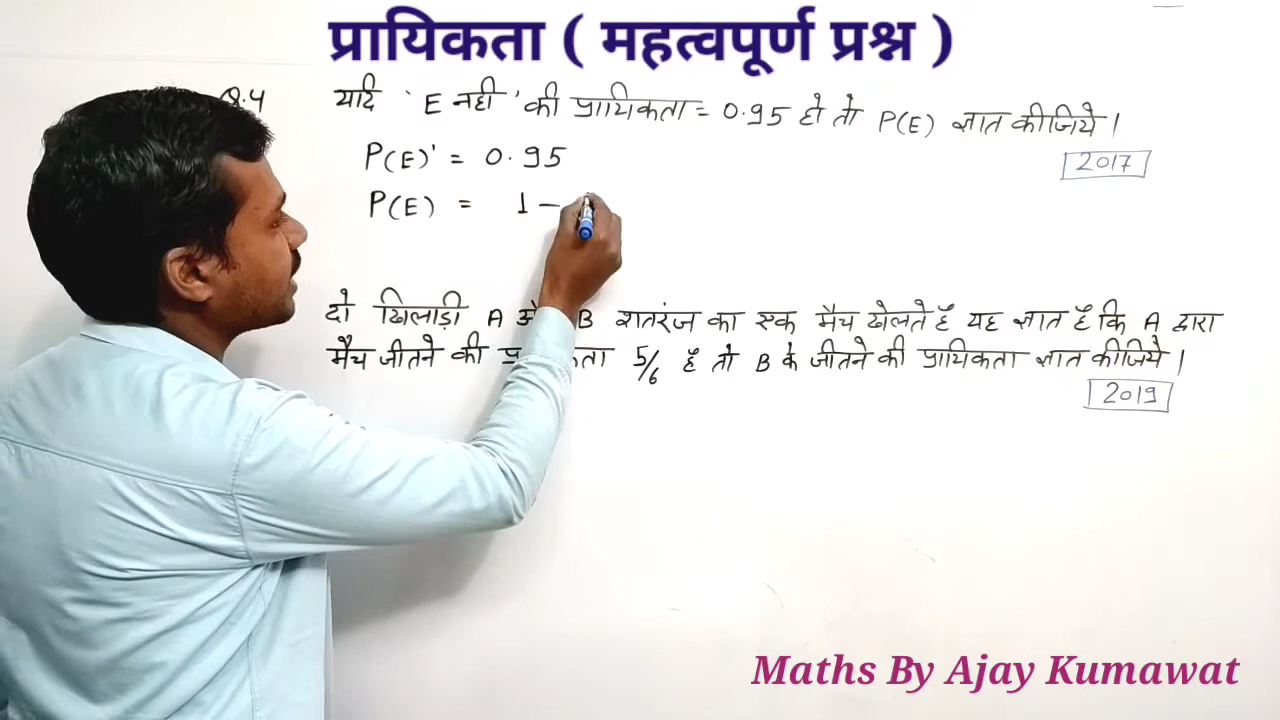 प्रायिकता ( महत्वपूर्ण प्रश्न )
Q.4 यदि 'E नहीं' की प्रायिकता = 0.95 हो तो P(E) ज्ञात कीजिये।
2017
P(E)' = 0.95
P(E) = 1 –
दो खिलाड़ी A B शतरंज का एक मैच खेलते हैं यह ज्ञात है कि A द्वारा
मैच जीतने की 5/6 है तो B के जीतने की प्रायिकता ज्ञात कीजिये।
2019
Maths By Ajay Kumawat